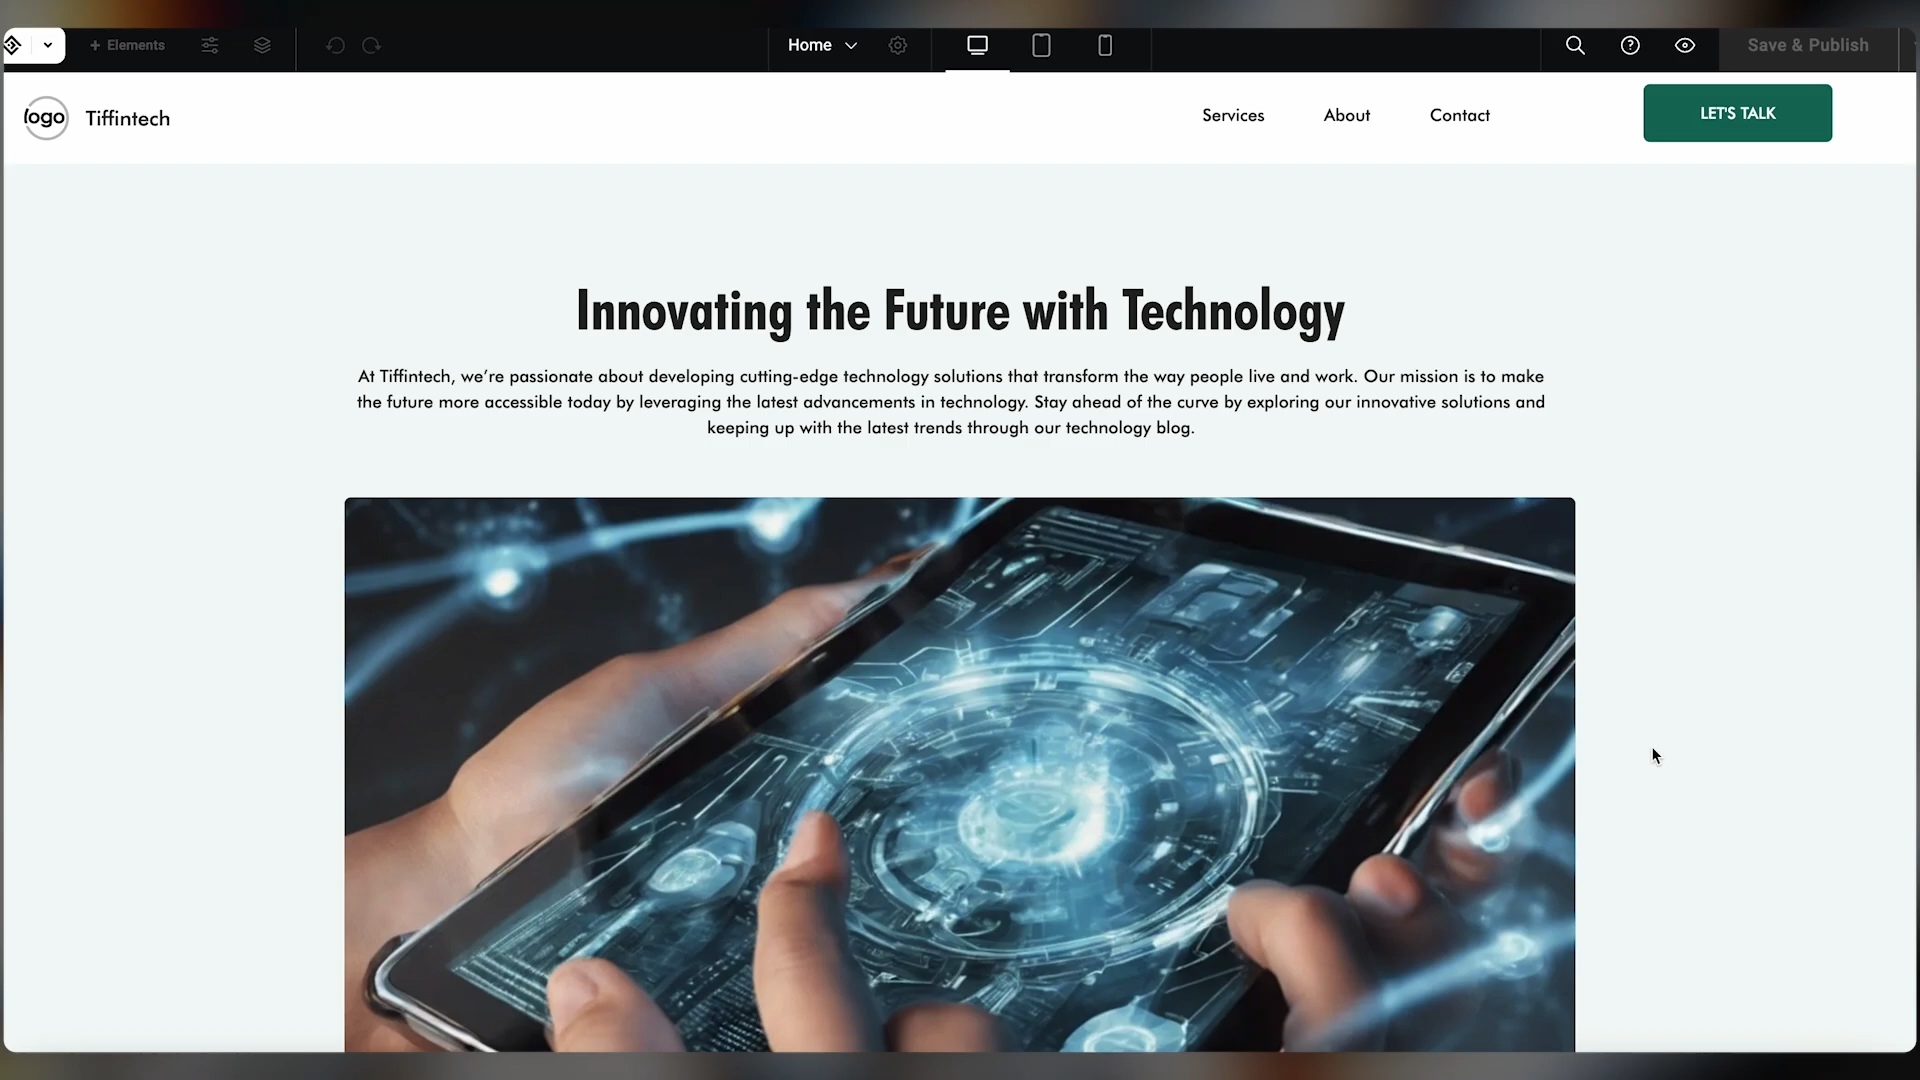 + Elements
Home
Save & Publish
logo
Tiffintech
Services
About
Contact
LET'S TALK
Innovating the Future with Technology
At Tiffintech, we’re passionate about developing cutting-edge technology solutions that transform the way people live and work. Our mission is to make
the future more accessible today by leveraging the latest advancements in technology. Stay ahead of the curve by exploring our innovative solutions and
keeping up with the latest trends through our technology blog.